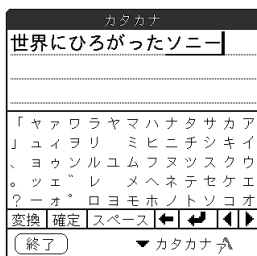 カタカナ
世界にひろがったソニー
「ャァワラヤマハナタサカア
」ュィヲリ ミヒニチシキイ
、ョゥンルユムフヌツスクウ
。ッェ゛レ メヘネテセケエ
？ーォ゜ロヨモホノトソコオ
変換 確定 スペース
終了 カタカナ